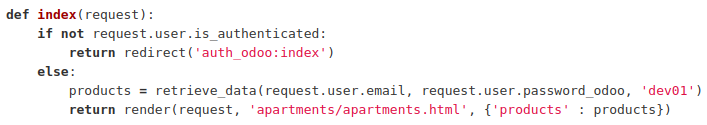 def index(request):
    if not request.user.is_authenticated:
        return redirect('auth_odoo:index')
    else:
        products = retrieve_data(request.user.email, request.user.password_odoo, 'dev01')
        return render(request, 'apartments/apartments.html', {'products' : products})